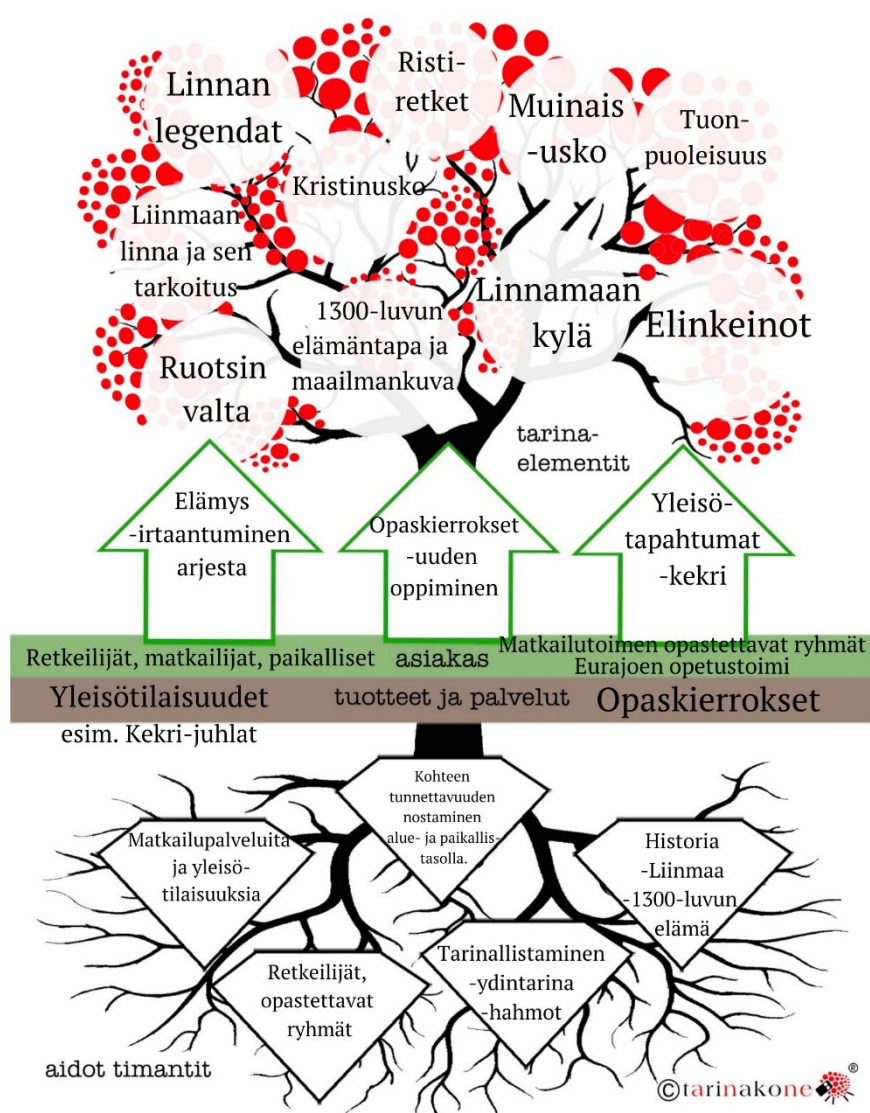 Linnan
legendat
Risti-
retket
Muinais
-usko
Tuon-
puoleisuus
Kristinusko
Liinmaan
linna ja sen
tarkoitus
1300-luvun
elämäntapa ja
maailmankuva
Linnamaan
kylä
Elinkeinot
Ruotsin
valta
tarina-
elementit
Elämys
-irtaantuminen
arjesta
Opaskierrokset
-uuden
oppiminen
Yleisö-
tapahtumat
-kekri
Retkeilijät, matkailijat, paikalliset
asiakas
Matkailutoimen opastettavat ryhmät
Eurajoen opetustoimi
Yleisötilaisuudet
esim. Kekri-juhlat
tuotteet ja palvelut
Opaskierrokset
Kohteen
tunnettavuuden
nostaminen
alue- ja paikallis-
tasolla.
Matkailupalveluita
ja yleisö-
tilaisuuksia
Historia
-Liinmaa
-1300-luvun
elämä
Retkeilijät,
opastettavat
ryhmät
Tarinallistaminen
-ydintarina
-hahmot
aidot timantit
©tarinakone®